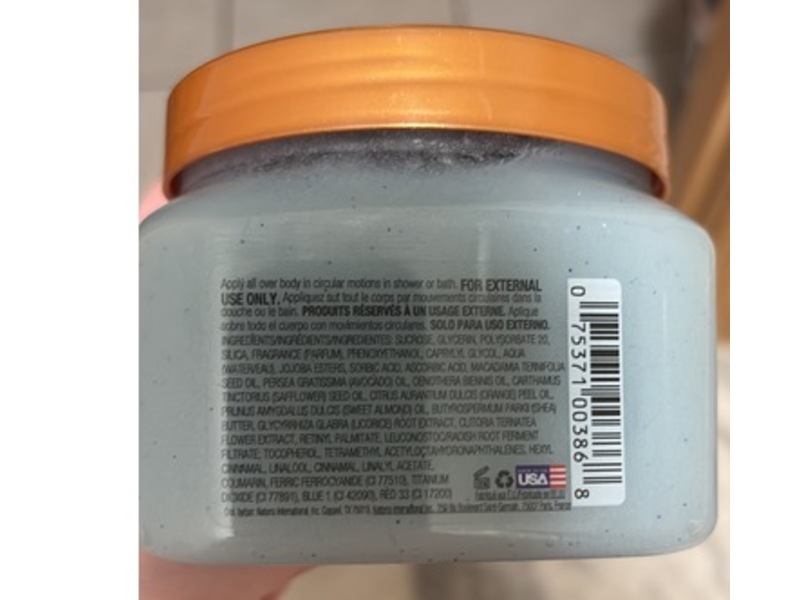 Apply all over body in circular motions in shower or bath. FOR EXTERNAL
USE ONLY. Appliquez sut tout le corps par mouvements circulaires dans la
douche ou le bain. PRODUITS RÉSERVÉS À UN USAGE EXTERNE. Aplique
sobre todo el cuerpo con movimientos circulares. SOLO PARA USO EXTERNO.
INGREDIENTS/INGRÉDIENTS/INGREDIENTES: SUCROSE, GLYCERIN, POLYSORBATE 20,
SILICA, FRAGRANCE (PARFUM), PHENOXYETHANOL, CAPRYLYL GLYCOL, AQUA
(WATER/EAU), JOJOBA ESTERS, SORBIC ACID, ASCORBIC ACID, MACADAMIA TERNIFOLIA
SEED OIL, PERSEA GRATISSIMA (AVOCADO) OIL, OENOTHERA BIENNIS OIL, CARTHAMUS
TINCTORIUS (SAFFLOWER) SEED OIL, CITRUS AURANTIUM DULCIS (ORANGE) PEEL OIL,
PRUNUS AMYGDALUS DULCIS (SWEET ALMOND) OIL, BUTYROSPERMUM PARKII (SHEA)
BUTTER, GLYCYRRHIZA GLABRA (LICORICE) ROOT EXTRACT, CLITORIA TERNATEA
FLOWER EXTRACT, RETINYL PALMITATE, LEUCONOSTOC/RADISH ROOT FERMENT
FILTRATE, TOCOPHEROL, TETRAMETHYL ACETYLOCTAHYDRONAPHTHALENES, HEXYL
CINNAMAL, LINALOOL, CINNAMAL, LINALYL ACETATE,
COUMARIN, FERRIC FERROCYANIDE (CI 77510), TITANIUM
DIOXIDE (CI 77891), BLUE 1 (CI 42090), RED 33 (CI 17200)
USA
0 75371 00386 8